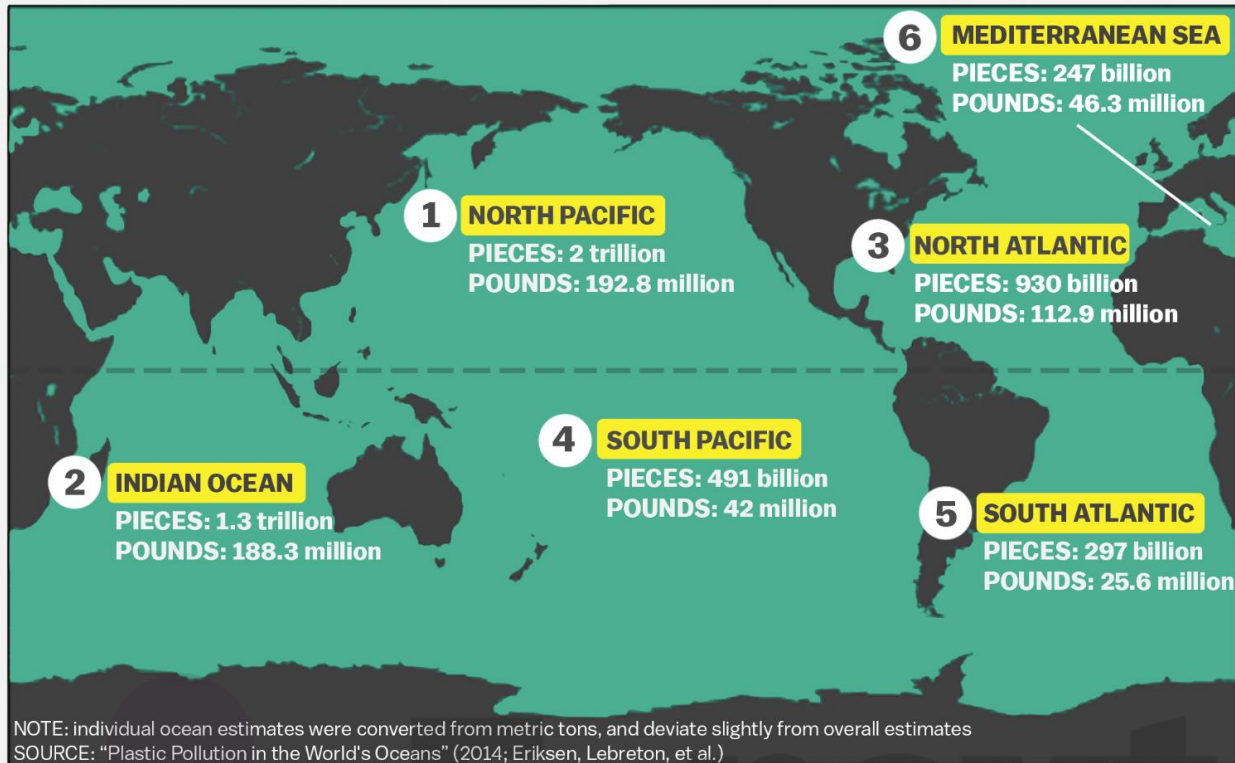 6 MEDITERRANEAN SEA
PIECES: 247 billion
POUNDS: 46.3 million
1 NORTH PACIFIC
PIECES: 2 trillion
POUNDS: 192.8 million
3 NORTH ATLANTIC
PIECES: 930 billion
POUNDS: 112.9 million
4 SOUTH PACIFIC
PIECES: 491 billion
POUNDS: 42 million
2 INDIAN OCEAN
PIECES: 1.3 trillion
POUNDS: 188.3 million
5 SOUTH ATLANTIC
PIECES: 297 billion
POUNDS: 25.6 million
NOTE: individual ocean estimates were converted from metric tons, and deviate slightly from overall estimates
SOURCE: "Plastic Pollution in the World's Oceans" (2014; Eriksen, Lebreton, et al.)